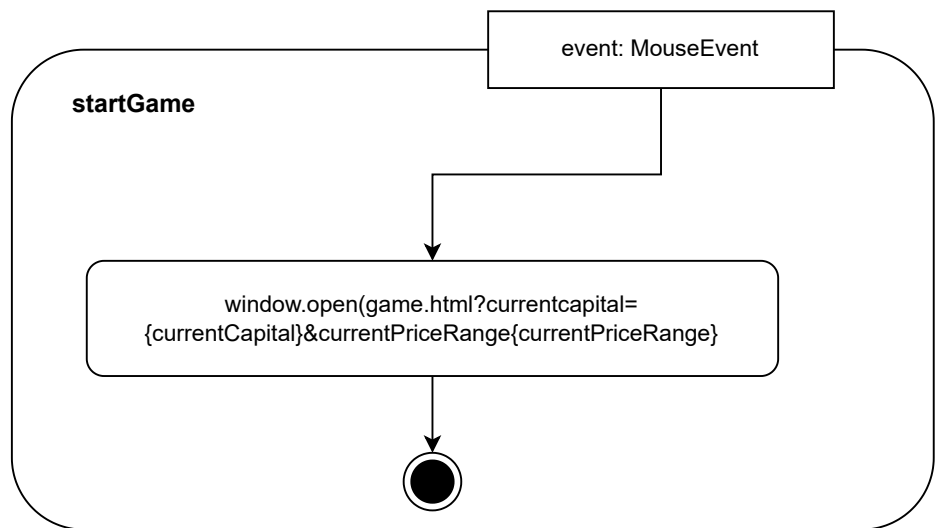 event: MouseEvent
startGame
window.open(game.html?currentcapital=
{currentCapital}&currentPriceRange{currentPriceRange}